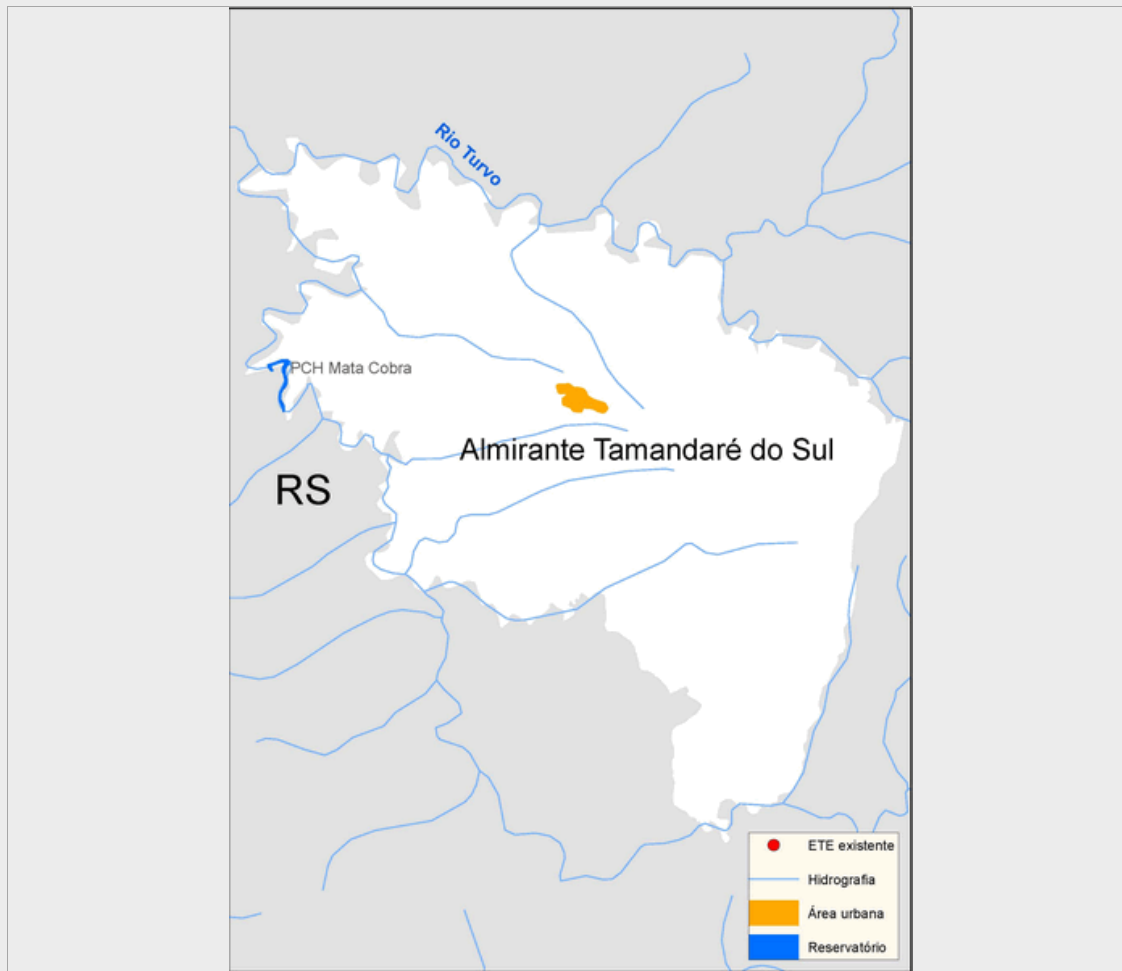 Rio Turvo
PCH Mata Cobra
Almirante Tamandaré do Sul
RS
ETE existente
Hidrografia
Área urbana
Reservatório